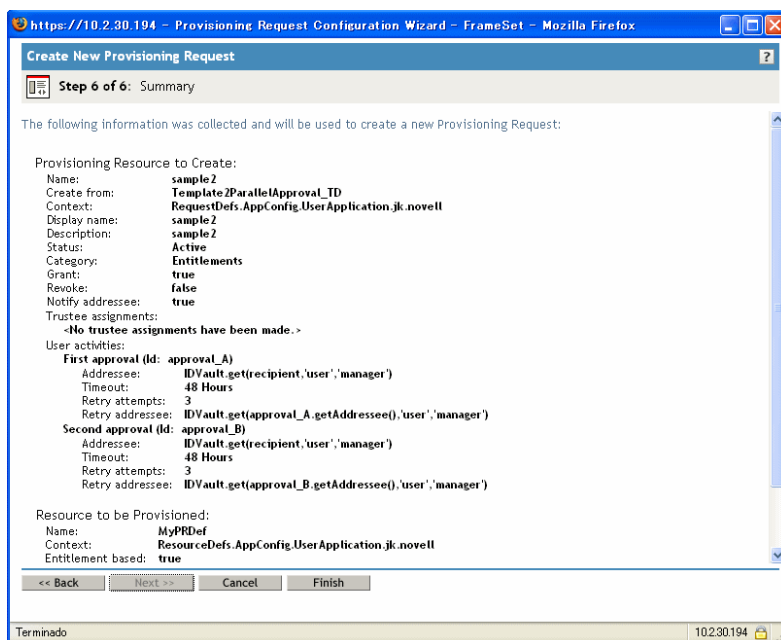 https://10.2.30.194 - Provisioning Request Configuration Wizard - FrameSet - Mozilla Firefox
Create New Provisioning Request ?
Step 6 of 6: Summary
The following information was collected and will be used to create a new Provisioning Request:
Provisioning Resource to Create:
Name: sample2
Create from: Template2ParallelApproval_TD
Context: RequestDefs.AppConfig.UserApplication.jk.novell
Display name: sample2
Description: sample2
Status: Active
Category: Entitlements
Grant: true
Revoke: false
Notify addressee: true
Trustee assignments:
<No trustee assignments have been made.>
User activities:
First approval (Id: approval_A)
Addressee: IDVault.get(recipient,'user','manager')
Timeout: 48 Hours
Retry attempts: 3
Retry addressee: IDVault.get(approval_A.getAddressee(),'user','manager')
Second approval (Id: approval_B)
Addressee: IDVault.get(recipient,'user','manager')
Timeout: 48 Hours
Retry attempts: 3
Retry addressee: IDVault.get(approval_B.getAddressee(),'user','manager')
Resource to be Provisioned:
Name: MyPRDef
Context: ResourceDefs.AppConfig.UserApplication.jk.novell
Entitlement based: true
<< Back Next >> Cancel Finish
Terminado 10.2.30.194